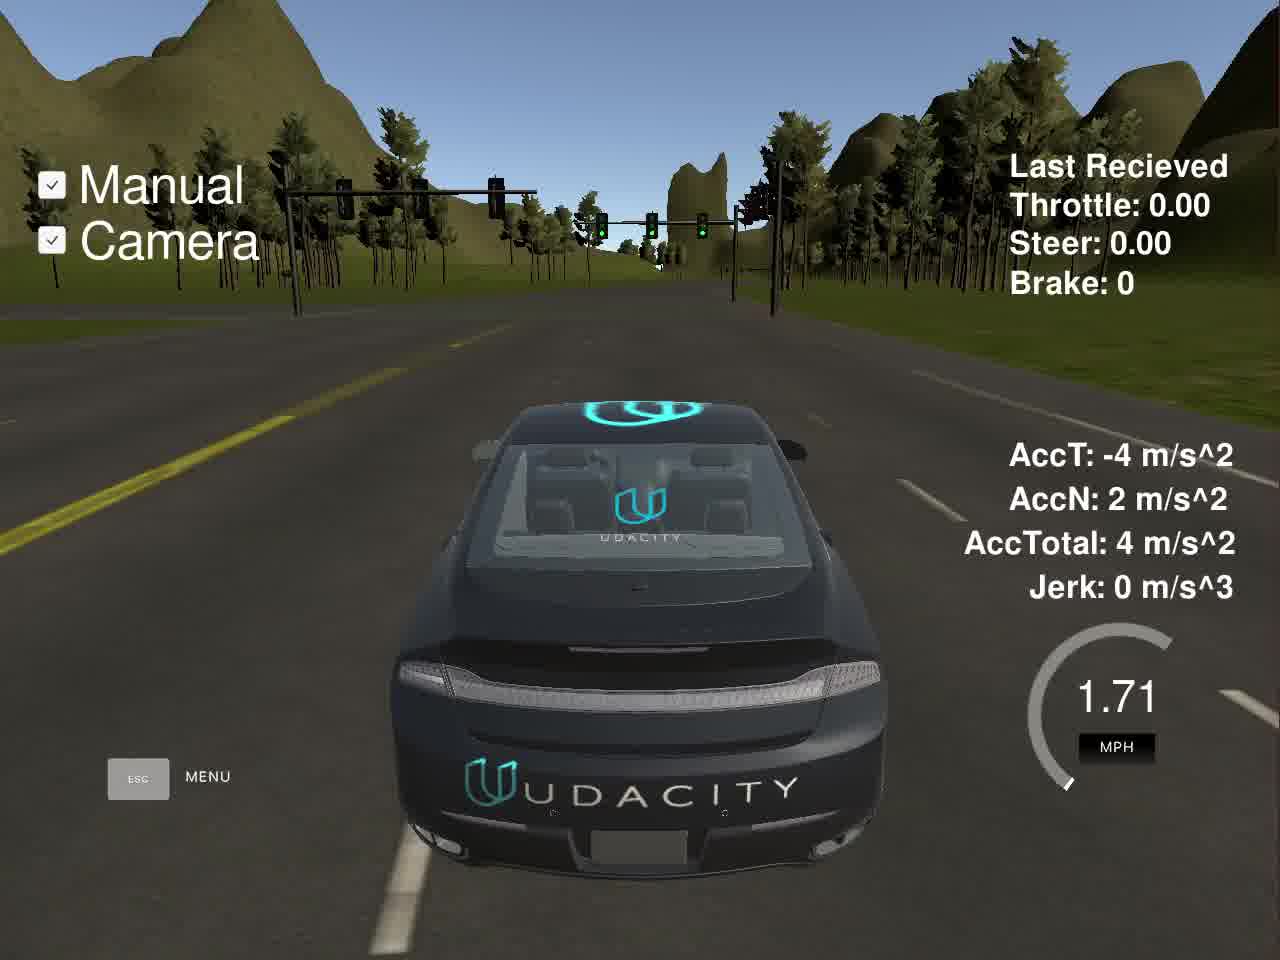 Manual
Camera
Last Recieved
Throttle: 0.00
Steer: 0.00
Brake: 0
AccT: -4 m/s^2
AccN: 2 m/s^2
AccTotal: 4 m/s^2
Jerk: 0 m/s^3
UDACITY
1.71
MPH
ESC MENU
UDACITY